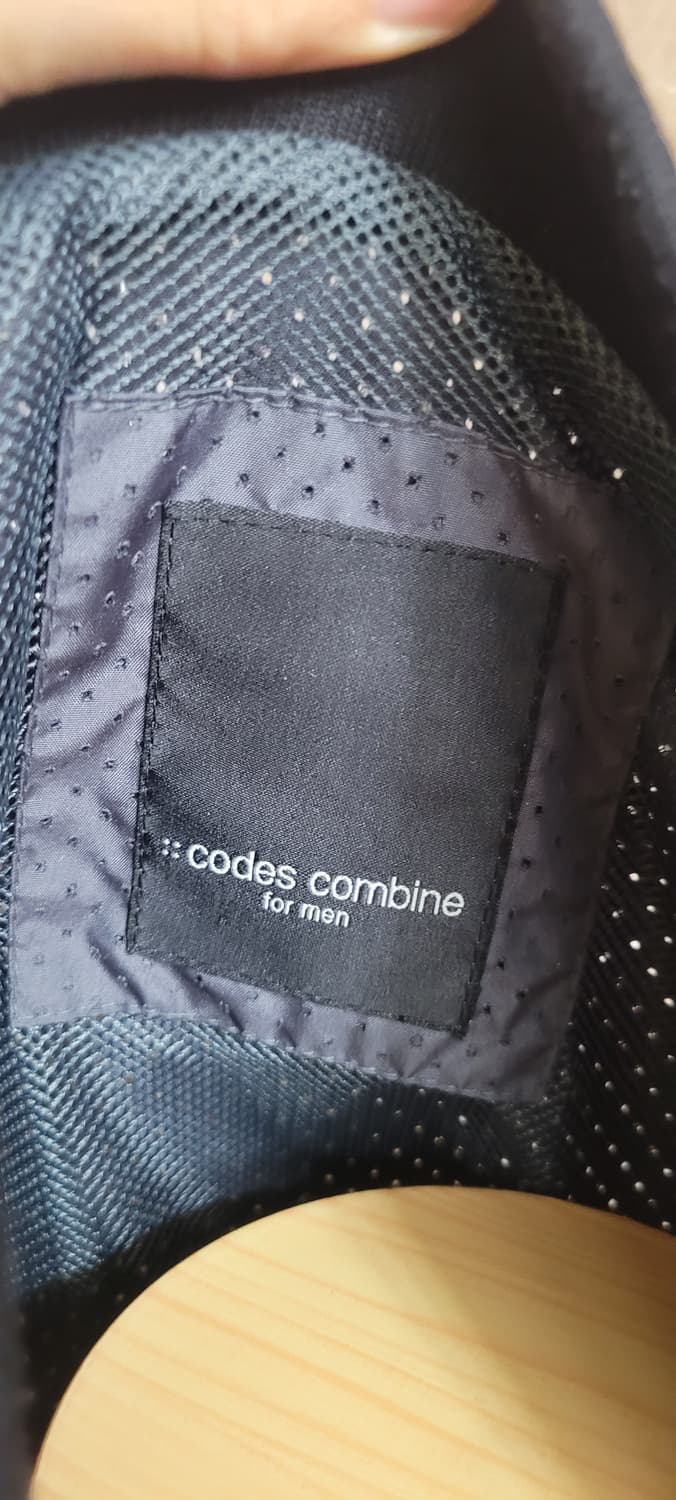 ::codes combine
for men